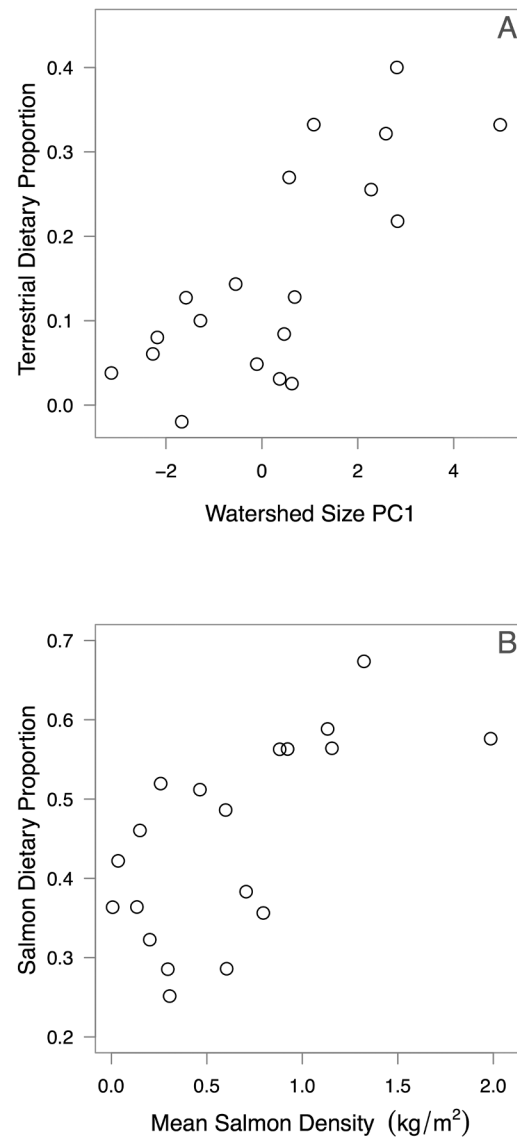 A
0.4
0.3
0.2
0.1
0.0
Terrestrial Dietary Proportion
−2 0 2 4
Watershed Size PC1
B
0.7
0.6
0.5
0.4
0.3
0.2
Salmon Dietary Proportion
0.0 0.5 1.0 1.5 2.0
Mean Salmon Density (kg/m²)